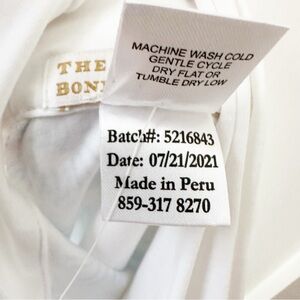 THE
BON
MACHINE WASH COLD
GENTLE CYCLE
DRY FLAT OR
TUMBLE DRY LOW
Batch#: 5216843
Date: 07/21/2021
Made in Peru
859-317 8270